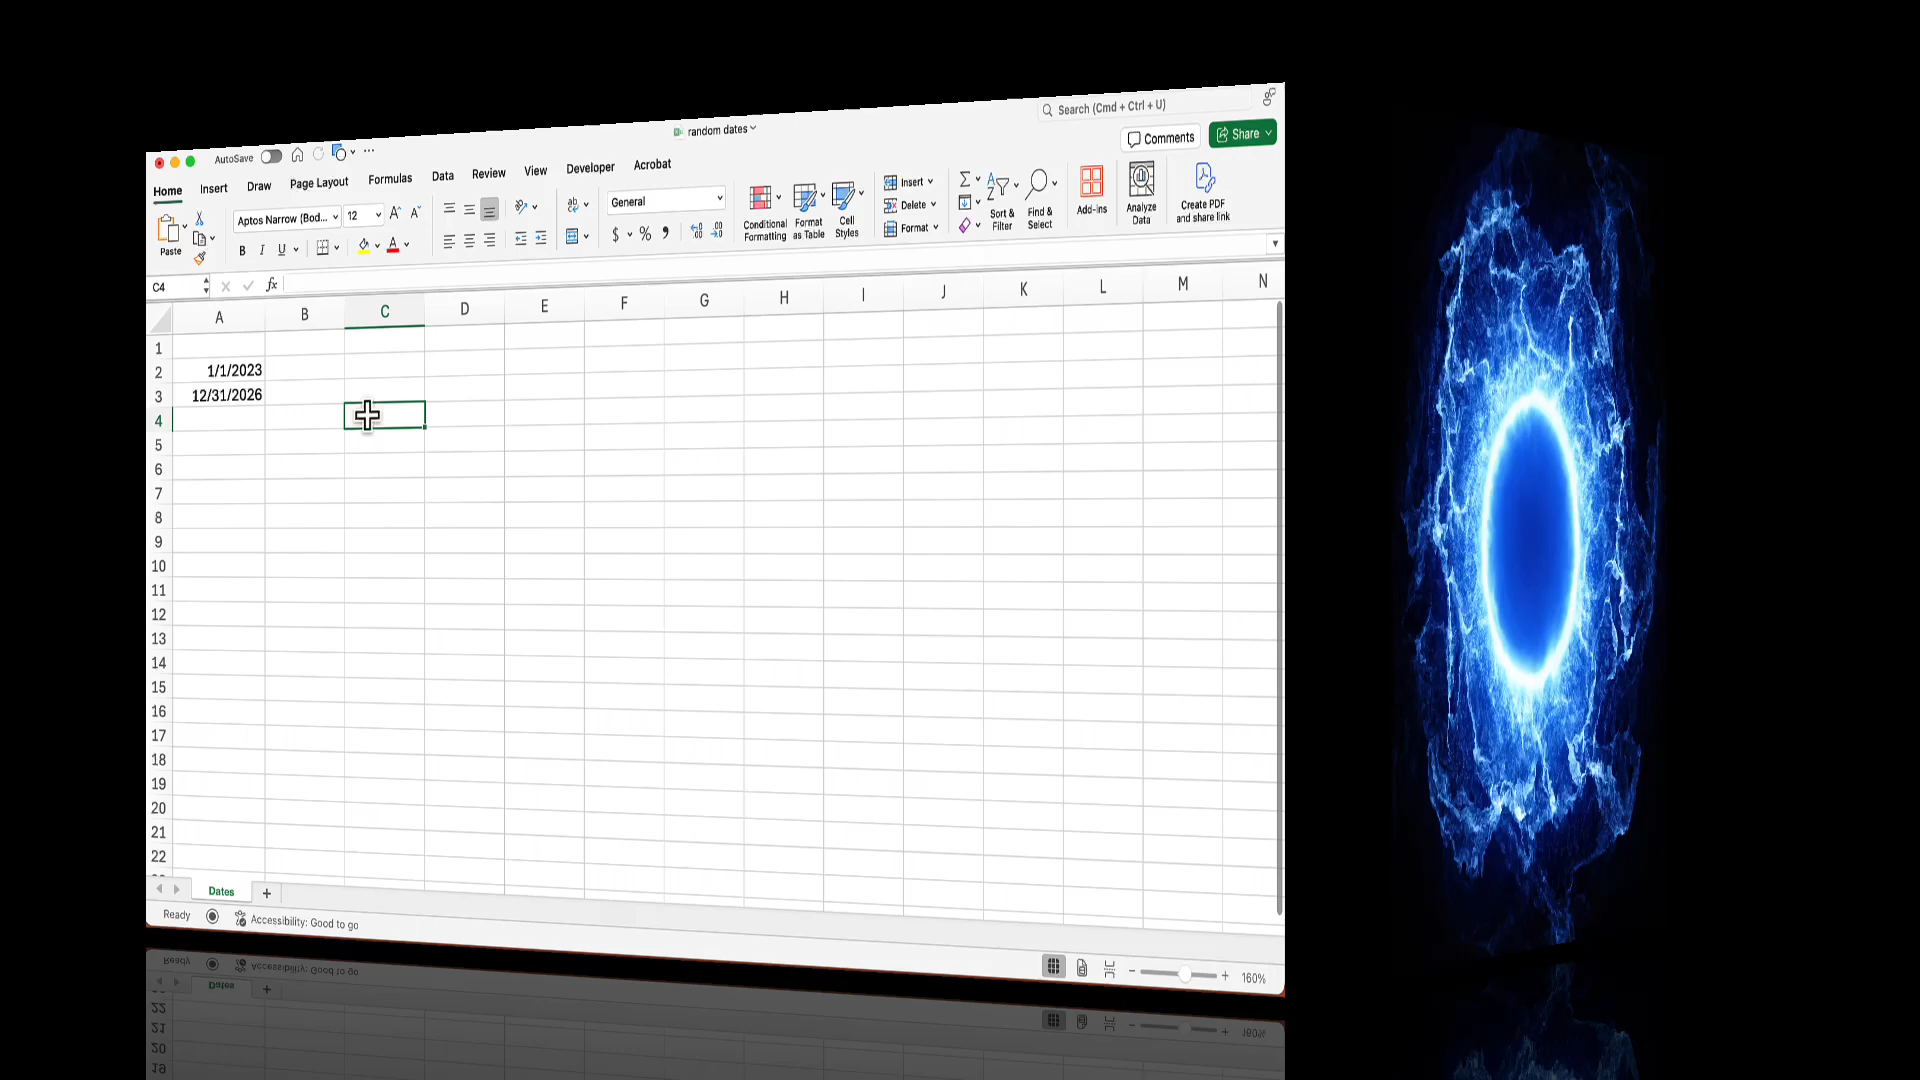 random dates
Search (Cmd + Ctrl + U)
AutoSave
Comments
Share
Home Insert Draw Page Layout Formulas Data Review View Developer Acrobat
Paste
Aptos Narrow (Bod... 12
B I U
General
$ %
Conditional Formatting
Format as Table
Cell Styles
Insert
Delete
Format
Sort & Filter
Find & Select
Add-ins
Analyze Data
Create PDF and share link
C4
fx
A B C D E F G H I J K L M N
1
2 1/1/2023
3 12/31/2026
4
5
6
7
8
9
10
11
12
13
14
15
16
17
18
19
20
21
22
Dates +
Ready
Accessibility: Good to go
160%